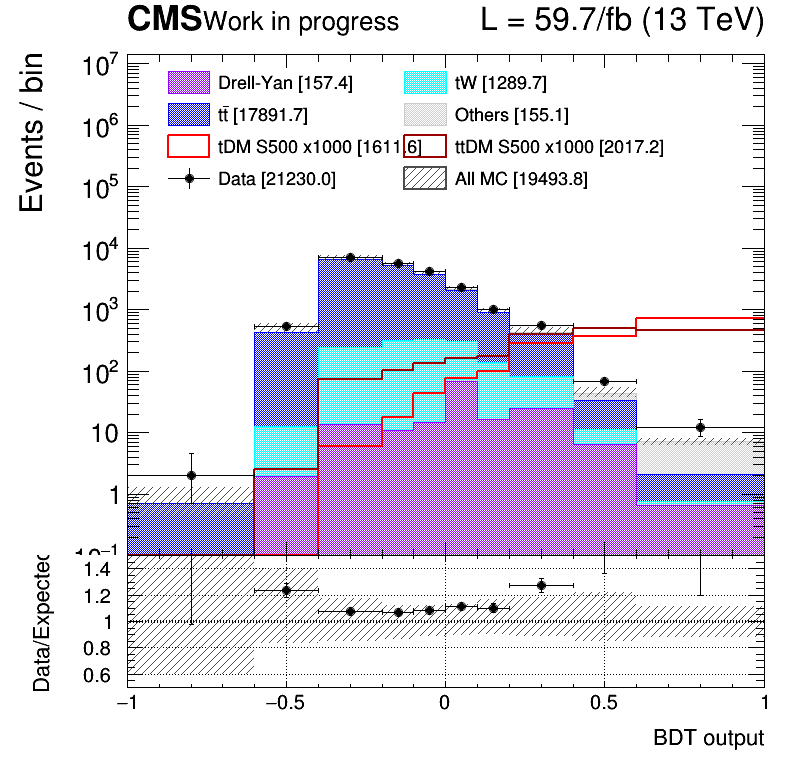 CMS Work in progress L = 59.7/fb (13 TeV)
Events / bin
10⁷
10⁶
10⁵
10⁴
10³
10²
10
1
10⁻¹
Drell-Yan [157.4] tW [1289.7]
tt̄ [17891.7] Others [155.1]
tDM S500 x1000 [1611.6] ttDM S500 x1000 [2017.2]
Data [21230.0] All MC [19493.8]
Data/Expected
1.4
1.2
1
0.8
0.6
−1 −0.5 0 0.5 1
BDT output